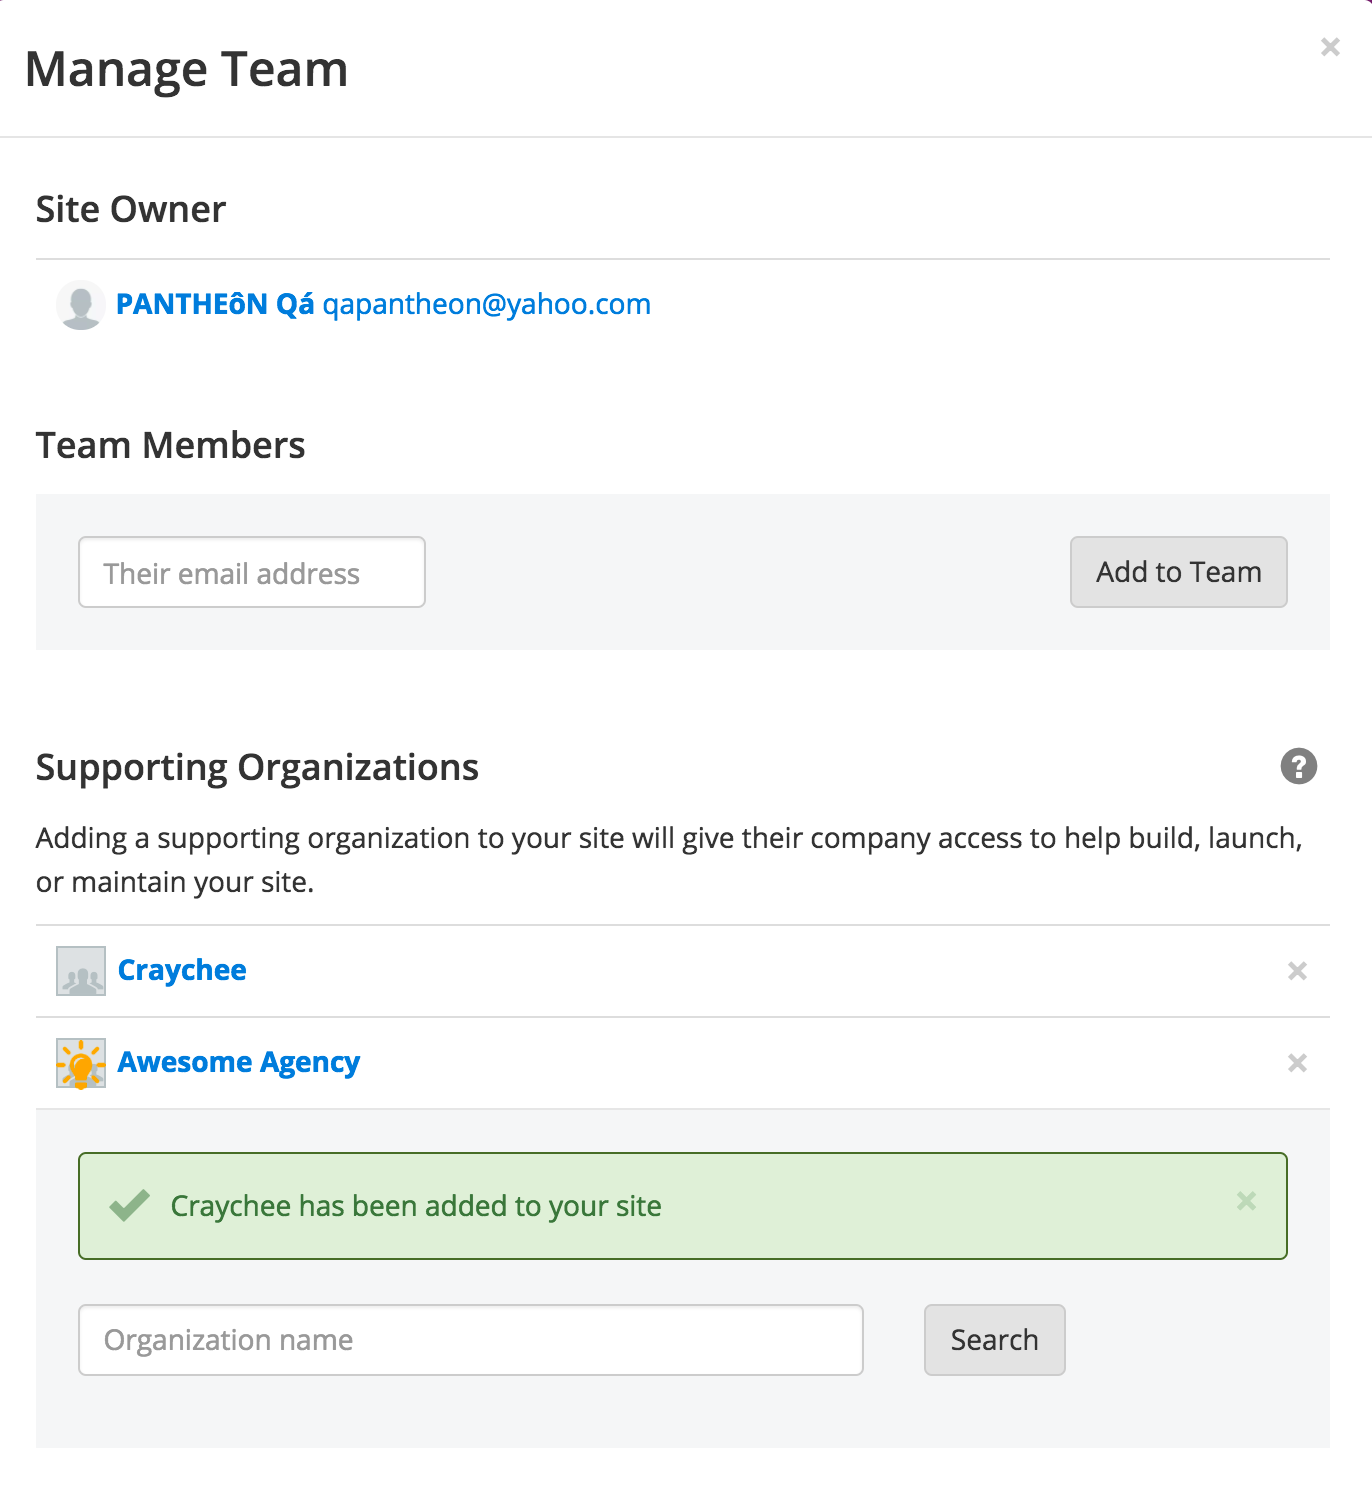 Manage Team
×
Site Owner
PANTHEôN Qá qapantheon@yahoo.com
Team Members
Their email address
Add to Team
Supporting Organizations
?
Adding a supporting organization to your site will give their company access to help build, launch,
or maintain your site.
Craychee
×
Awesome Agency
×
Craychee has been added to your site
×
Organization name
Search